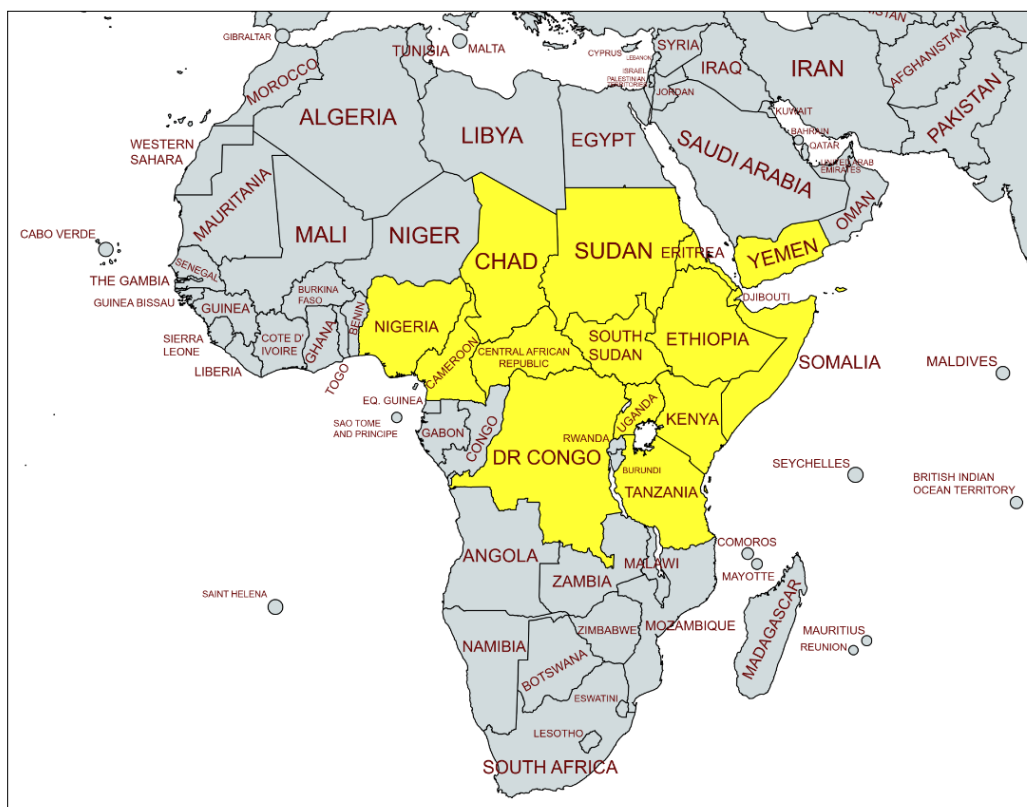 GIBRALTAR
TUNISIA
MALTA
CYPRUS
LEBANON
SYRIA
ISRAEL
PALESTINIAN
TERRITORIES
JORDAN
IRAQ
IRAN
AFGHANISTAN
PAKISTAN
MOROCCO
ALGERIA
LIBYA
EGYPT
KUWAIT
BAHRAIN
QATAR
UNITED ARAB
EMIRATES
SAUDI ARABIA
OMAN
YEMEN
WESTERN
SAHARA
MAURITANIA
MALI
NIGER
CHAD
SUDAN
ERITREA
DJIBOUTI
CABO VERDE
SENEGAL
THE GAMBIA
GUINEA BISSAU
GUINEA
SIERRA
LEONE
LIBERIA
COTE D'
IVOIRE
BURKINA
FASO
GHANA
TOGO
BENIN
NIGERIA
CAMEROON
CENTRAL AFRICAN
REPUBLIC
SOUTH
SUDAN
ETHIOPIA
SOMALIA
MALDIVES
EQ. GUINEA
SAO TOME
AND PRINCIPE
GABON
CONGO
DR CONGO
UGANDA
KENYA
RWANDA
BURUNDI
TANZANIA
SEYCHELLES
BRITISH INDIAN
OCEAN TERRITORY
ANGOLA
ZAMBIA
MALAWI
COMOROS
MAYOTTE
SAINT HELENA
NAMIBIA
ZIMBABWE
MOZAMBIQUE
BOTSWANA
MADAGASCAR
MAURITIUS
REUNION
ESWATINI
LESOTHO
SOUTH AFRICA